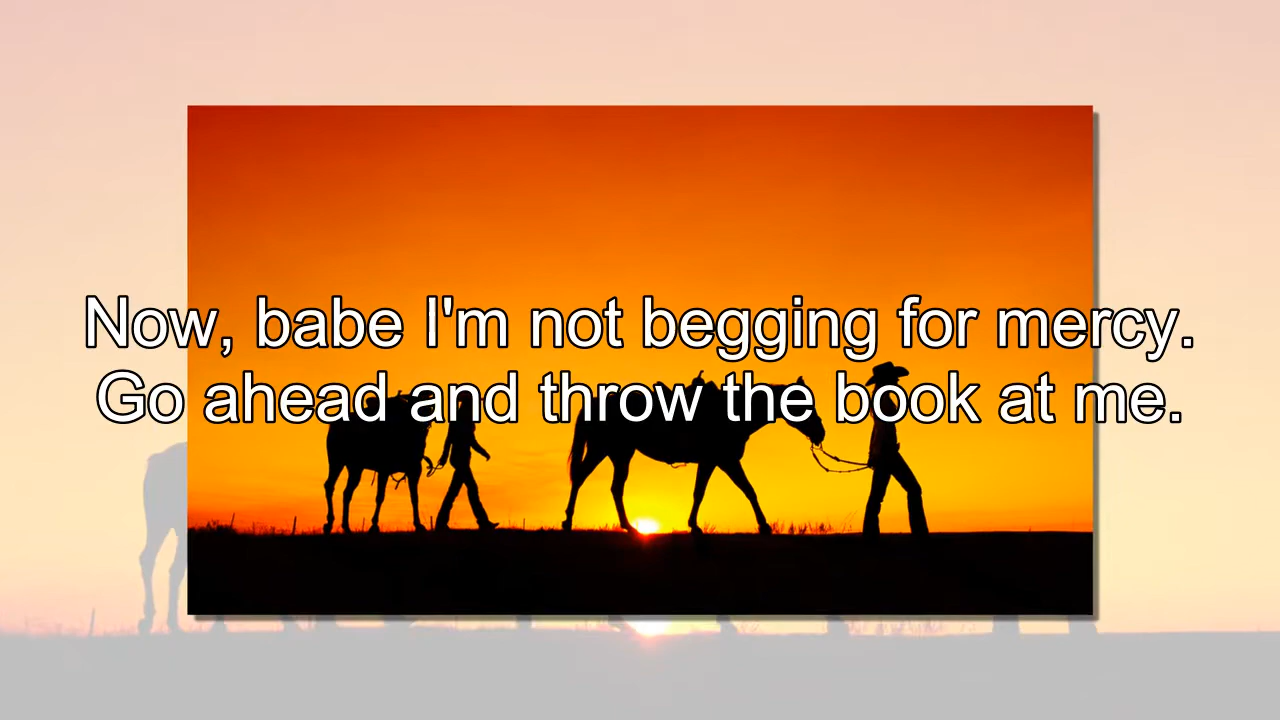 Now, babe I'm not begging for mercy.
Go ahead and throw the book at me.